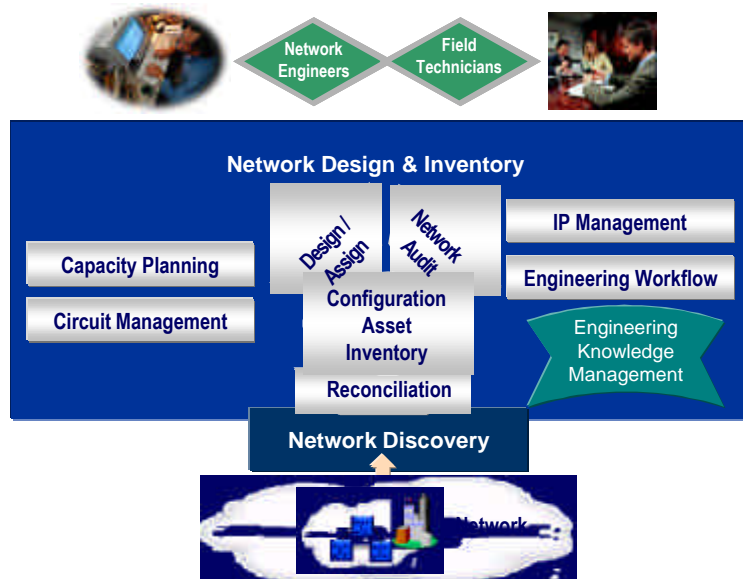 Network
Engineers
Field
Technicians
Network Design & Inventory
Design /
Assign
Network
Audit
IP Management
Capacity Planning
Engineering Workflow
Configuration
Asset
Inventory
Circuit Management
Engineering
Knowledge
Management
Reconciliation
Network Discovery
Network